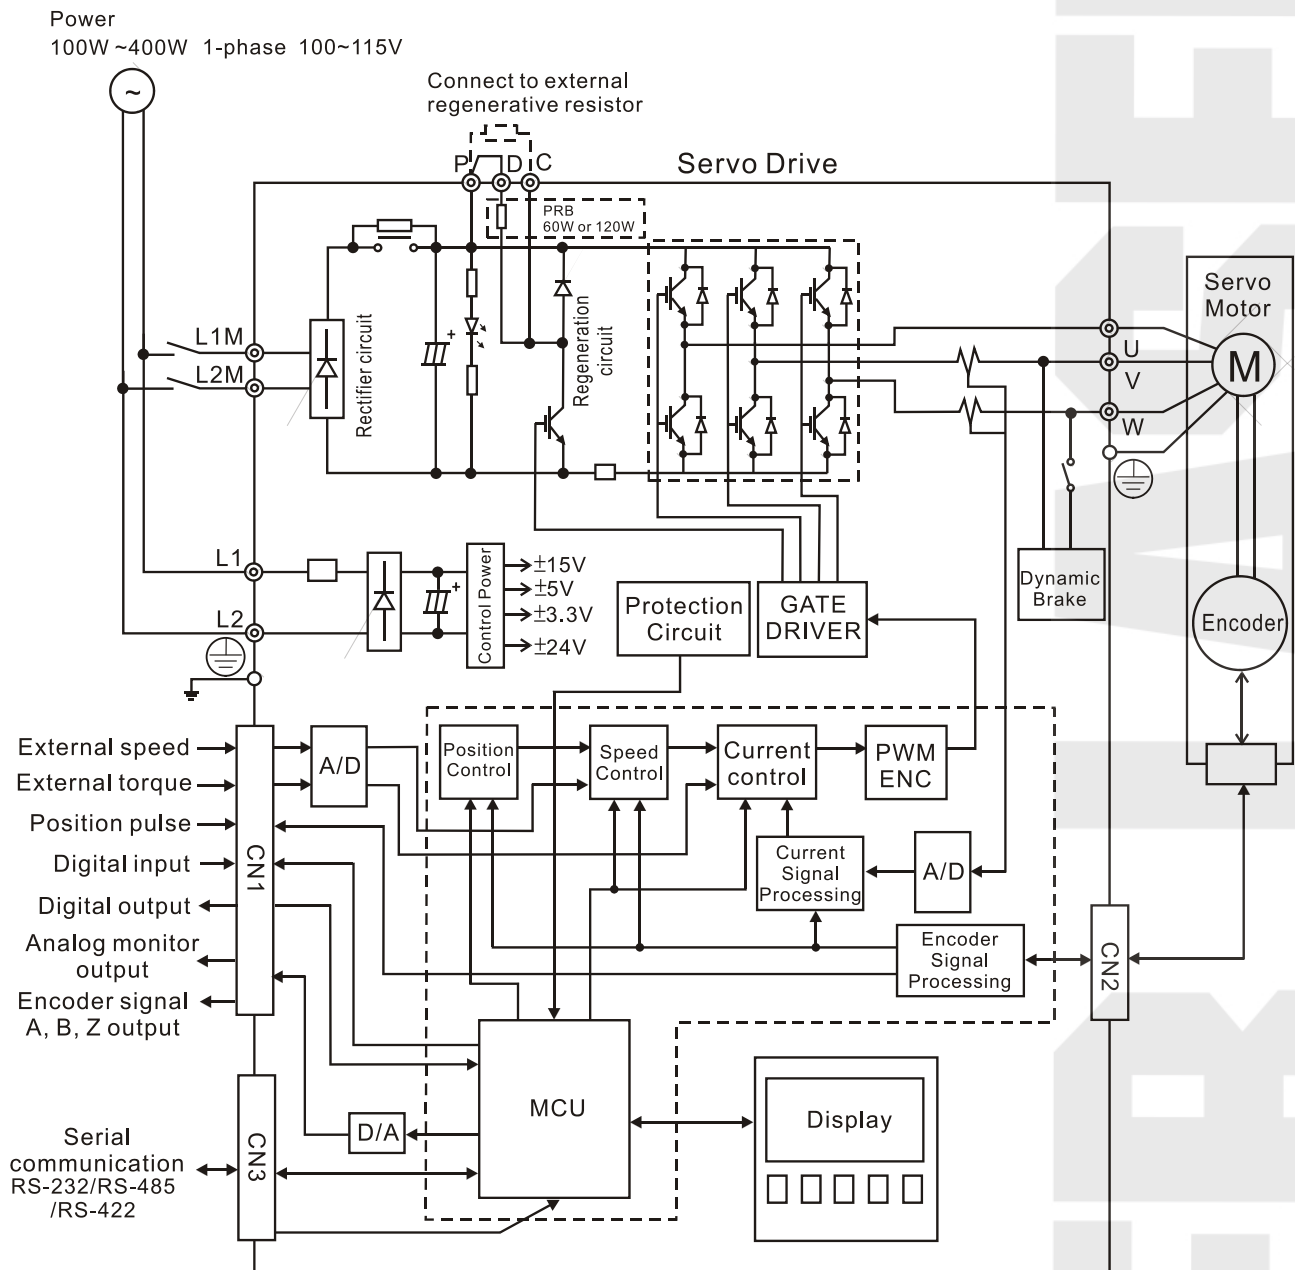 Power
100W ~400W 1-phase 100~115V
~
Connect to external
regenerative resistor
P D C
Servo Drive
PRB
60W or 120W
Servo
Motor
L1M
L2M
Rectifier circuit
+
Regeneration
circuit
U
V
W
M
L1
L2
+
Control Power
±15V
±5V
±3.3V
±24V
Protection
Circuit
GATE
DRIVER
Dynamic
Brake
Encoder
External speed
External torque
Position pulse
Digital input
Digital output
Analog monitor
output
Encoder signal
A, B, Z output
CN1
A/D
Position
Control
Speed
Control
Current
control
PWM
ENC
Current
Signal
Processing
A/D
Encoder
Signal
Processing
CN2
MCU
D/A
Display
Serial
communication
RS-232/RS-485
/RS-422
CN3